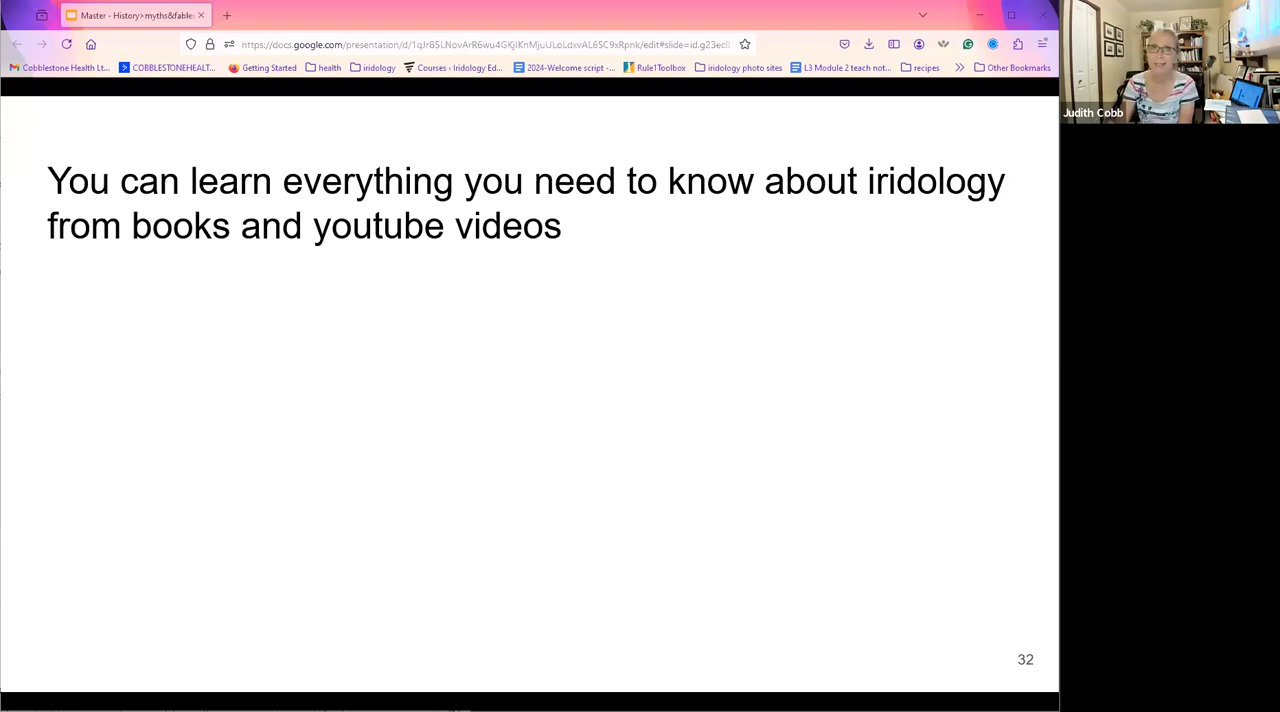 Master - History>myths&fable:
https://docs.google.com/presentation/d/1qJr85LNovArR6wu4GKjIKnMjuULoLdxvAL6SC9xRpnk/edit#slide=id.g23ec
Cobblestone Health Lt...
COBBLESTONEHEALT...
Getting Started
health
iridology
Courses ‹ Iridology Ed...
2024-Welcome script -...
Rule1Toolbox
iridology photo sites
L3 Module 2 teach not...
recipes
Other Bookmarks
Judith Cobb
You can learn everything you need to know about iridology
from books and youtube videos
32